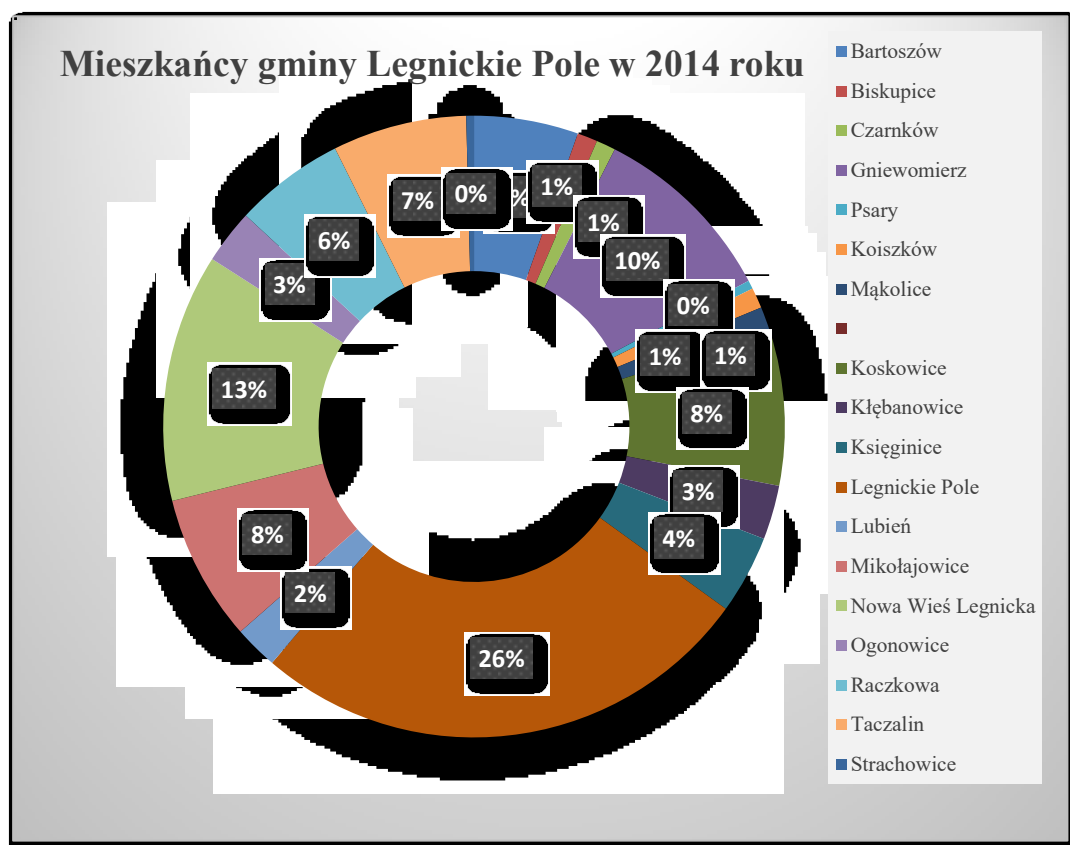 Mieszkańcy gminy Legnickie Pole w 2014 roku
Bartoszów
Biskupice
Czarnków
Gniewomierz
Psary
Koiszków
Mąkolice
Koskowice
Kłębanowice
Księginice
Legnickie Pole
Lubień
Mikołajowice
Nowa Wieś Legnicka
Ogonowice
Raczkowa
Taczalin
Strachowice
7%
0%
%
1%
1%
10%
0%
1%
1%
8%
3%
4%
26%
2%
8%
13%
3%
6%